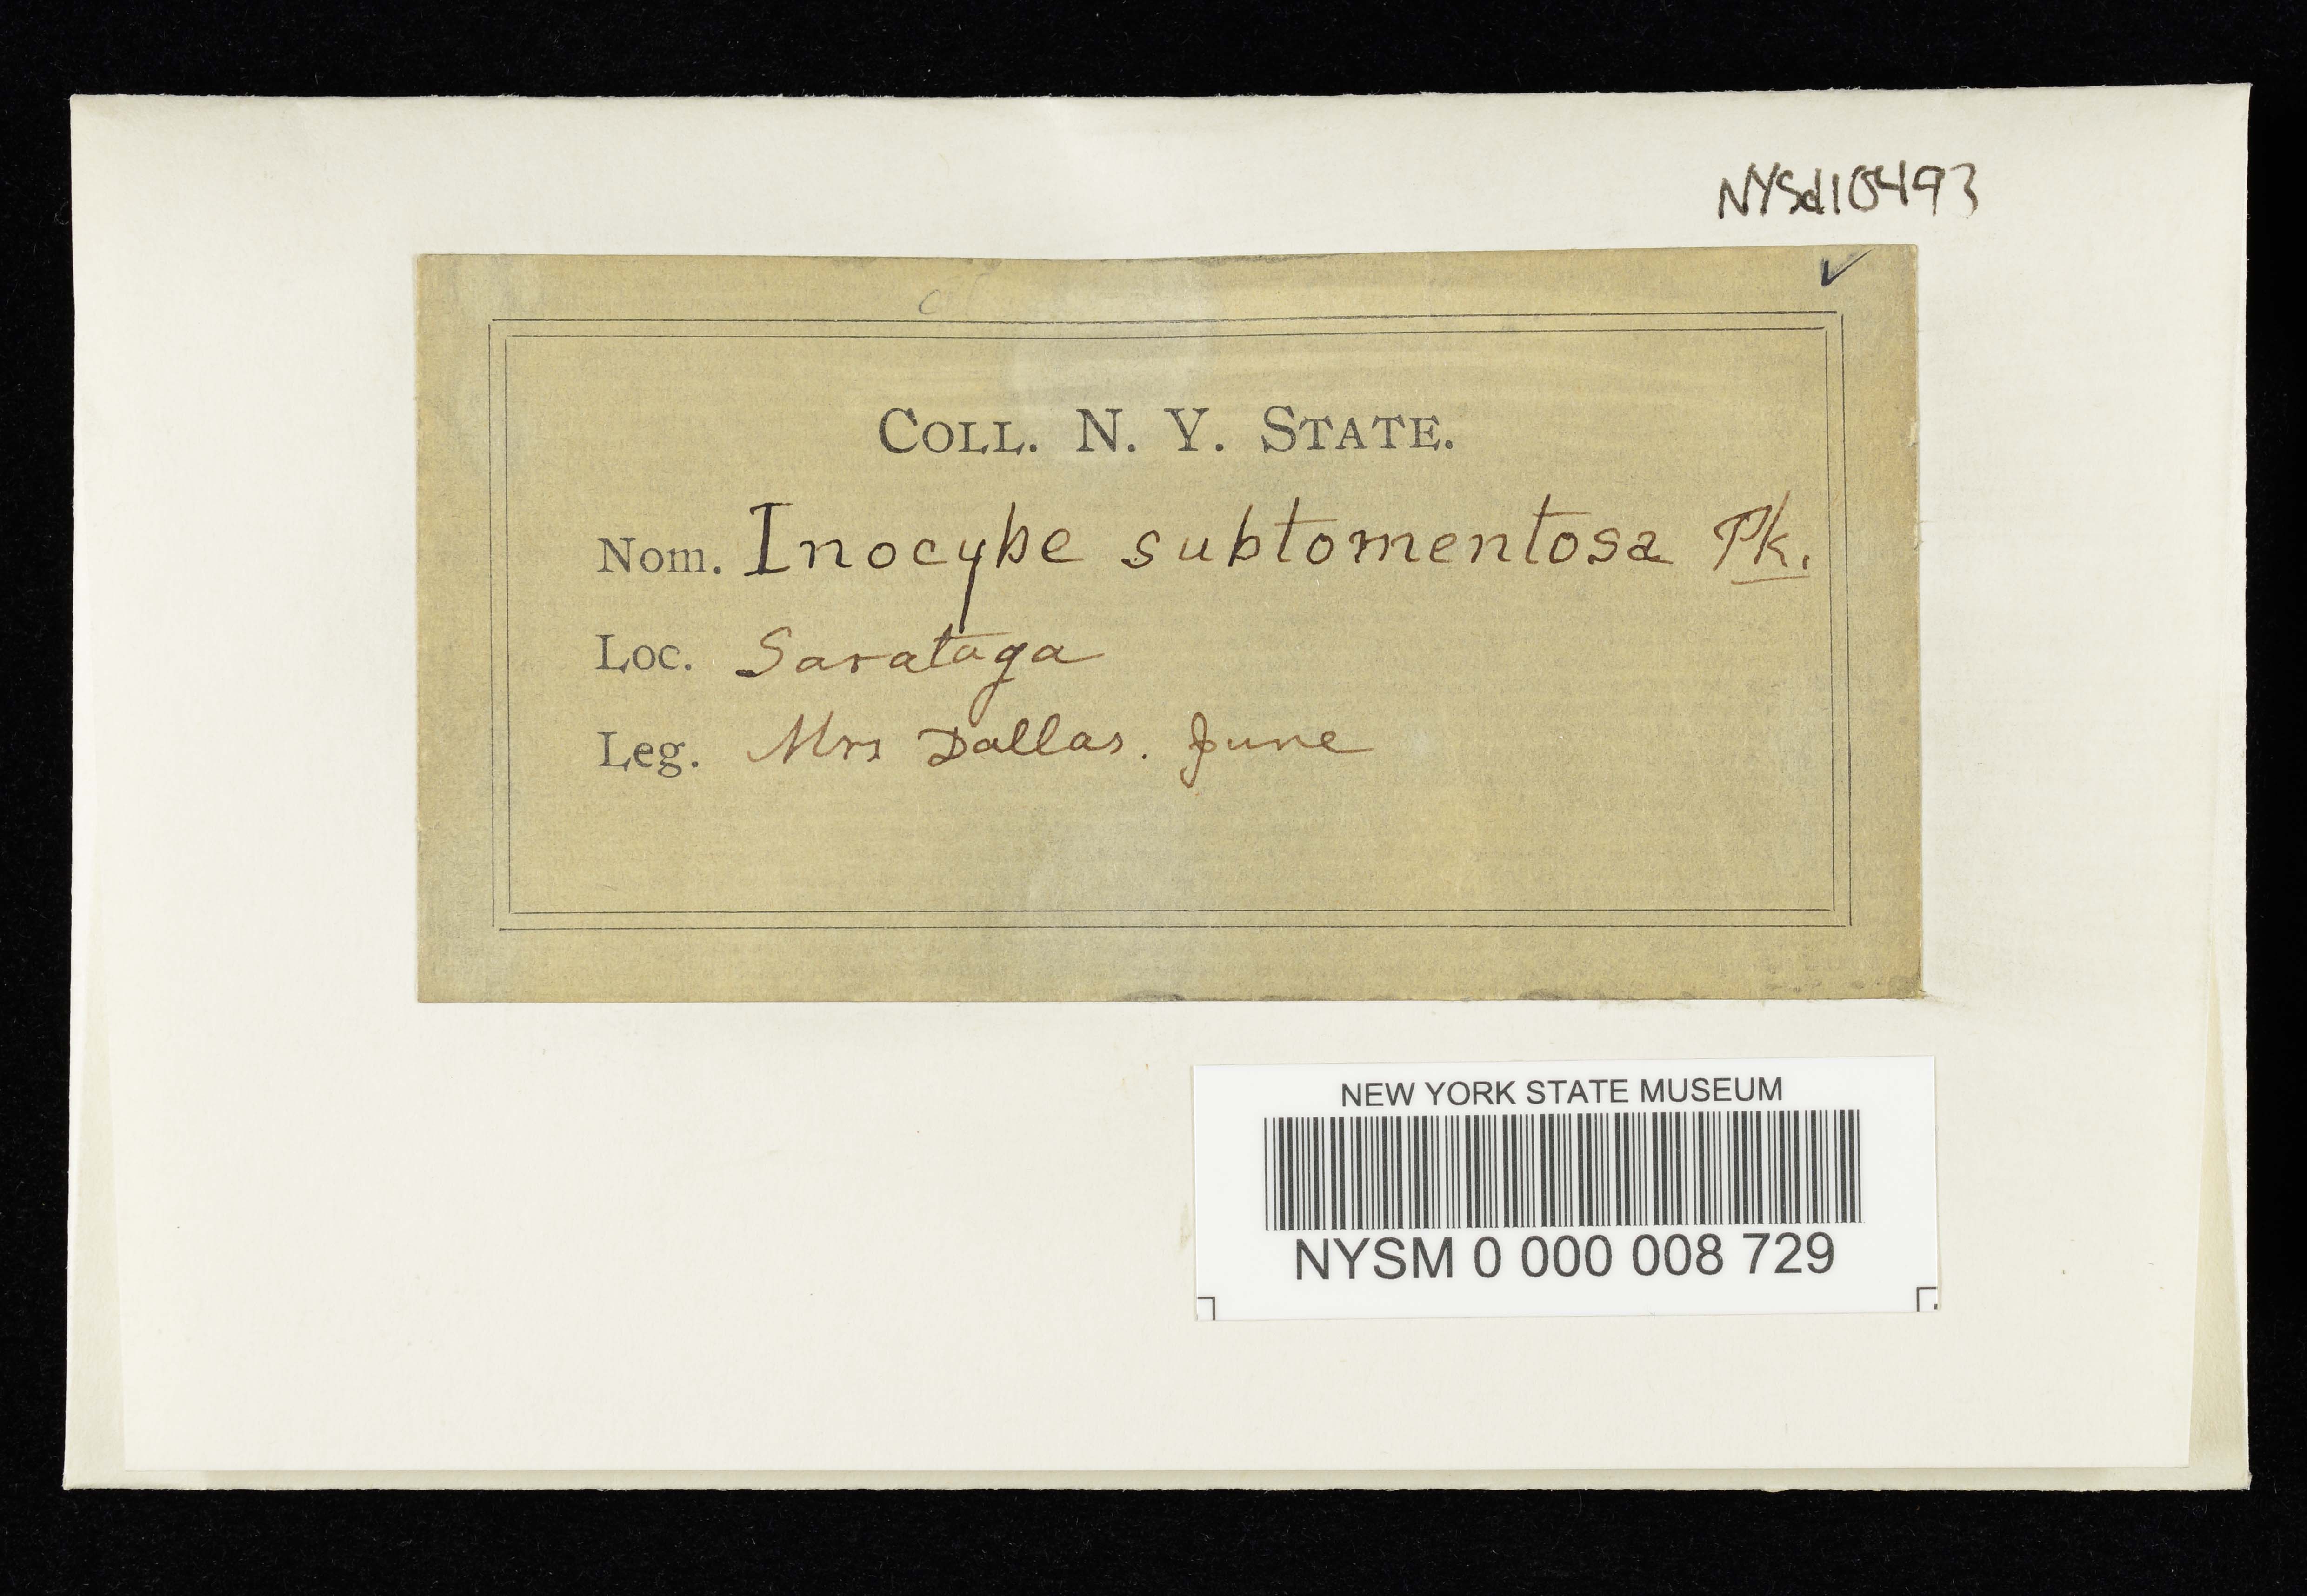 NYSd10493
COLL. N. Y. STATE.
Nom. Inocybe subtomentosa Pk.
Loc. Saratoga
Leg. Mrs Dallas. June
NEW YORK STATE MUSEUM
NYSM 0 000 008 729